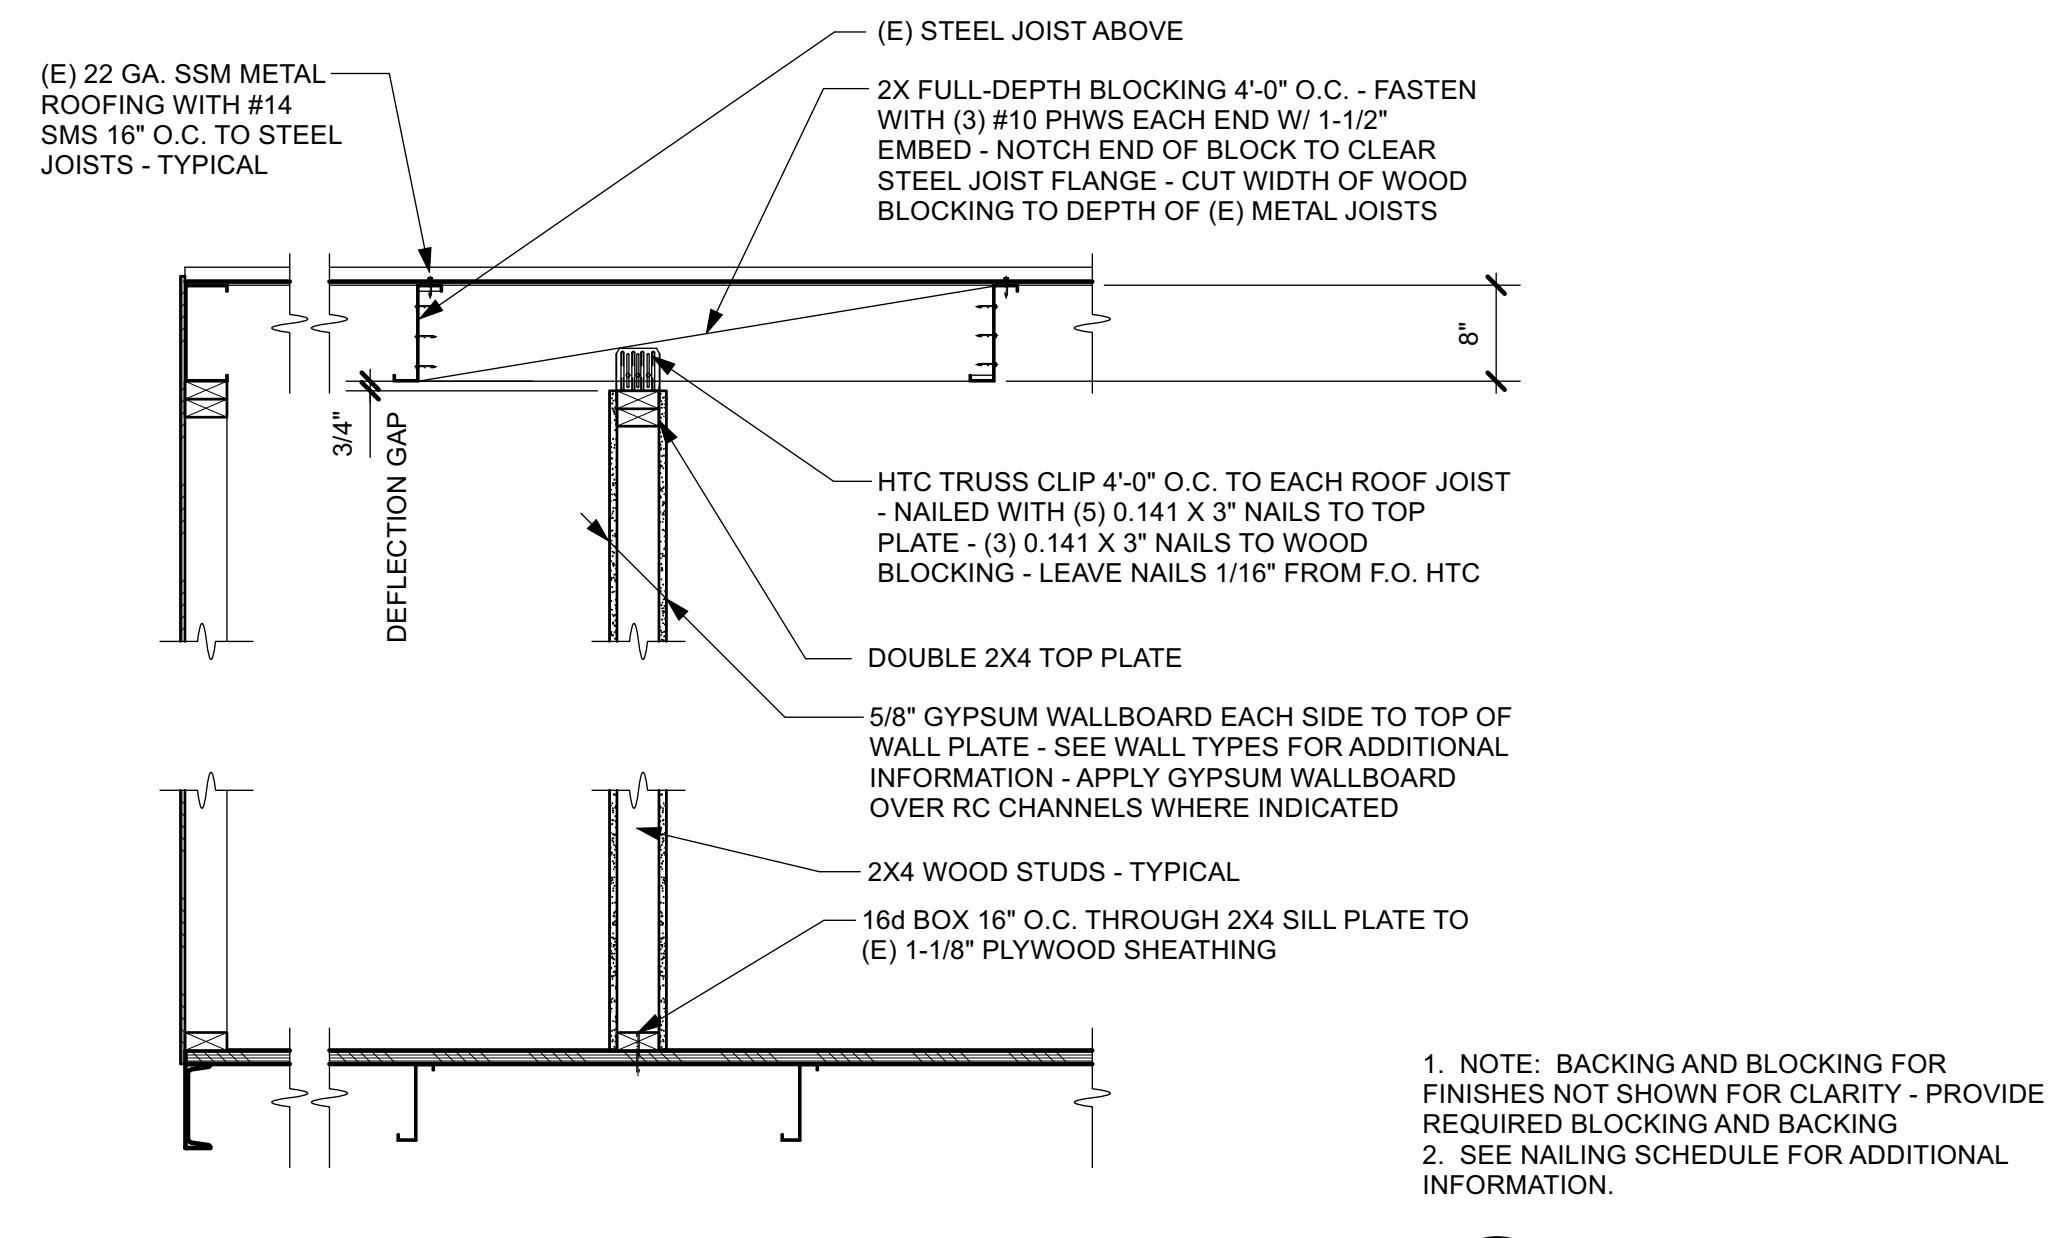 (E) STEEL JOIST ABOVE
(E) 22 GA. SSM METAL
ROOFING WITH #14
SMS 16" O.C. TO STEEL
JOISTS - TYPICAL
2X FULL-DEPTH BLOCKING 4'-0" O.C. - FASTEN
WITH (3) #10 PHWS EACH END W/ 1-1/2"
EMBED - NOTCH END OF BLOCK TO CLEAR
STEEL JOIST FLANGE - CUT WIDTH OF WOOD
BLOCKING TO DEPTH OF (E) METAL JOISTS
8"
3/4"
DEFLECTION GAP
HTC TRUSS CLIP 4'-0" O.C. TO EACH ROOF JOIST
- NAILED WITH (5) 0.141 X 3" NAILS TO TOP
PLATE - (3) 0.141 X 3" NAILS TO WOOD
BLOCKING - LEAVE NAILS 1/16" FROM F.O. HTC
DOUBLE 2X4 TOP PLATE
5/8" GYPSUM WALLBOARD EACH SIDE TO TOP OF
WALL PLATE - SEE WALL TYPES FOR ADDITIONAL
INFORMATION - APPLY GYPSUM WALLBOARD
OVER RC CHANNELS WHERE INDICATED
2X4 WOOD STUDS - TYPICAL
16d BOX 16" O.C. THROUGH 2X4 SILL PLATE TO
(E) 1-1/8" PLYWOOD SHEATHING
1. NOTE: BACKING AND BLOCKING FOR
FINISHES NOT SHOWN FOR CLARITY - PROVIDE
REQUIRED BLOCKING AND BACKING
2. SEE NAILING SCHEDULE FOR ADDITIONAL
INFORMATION.